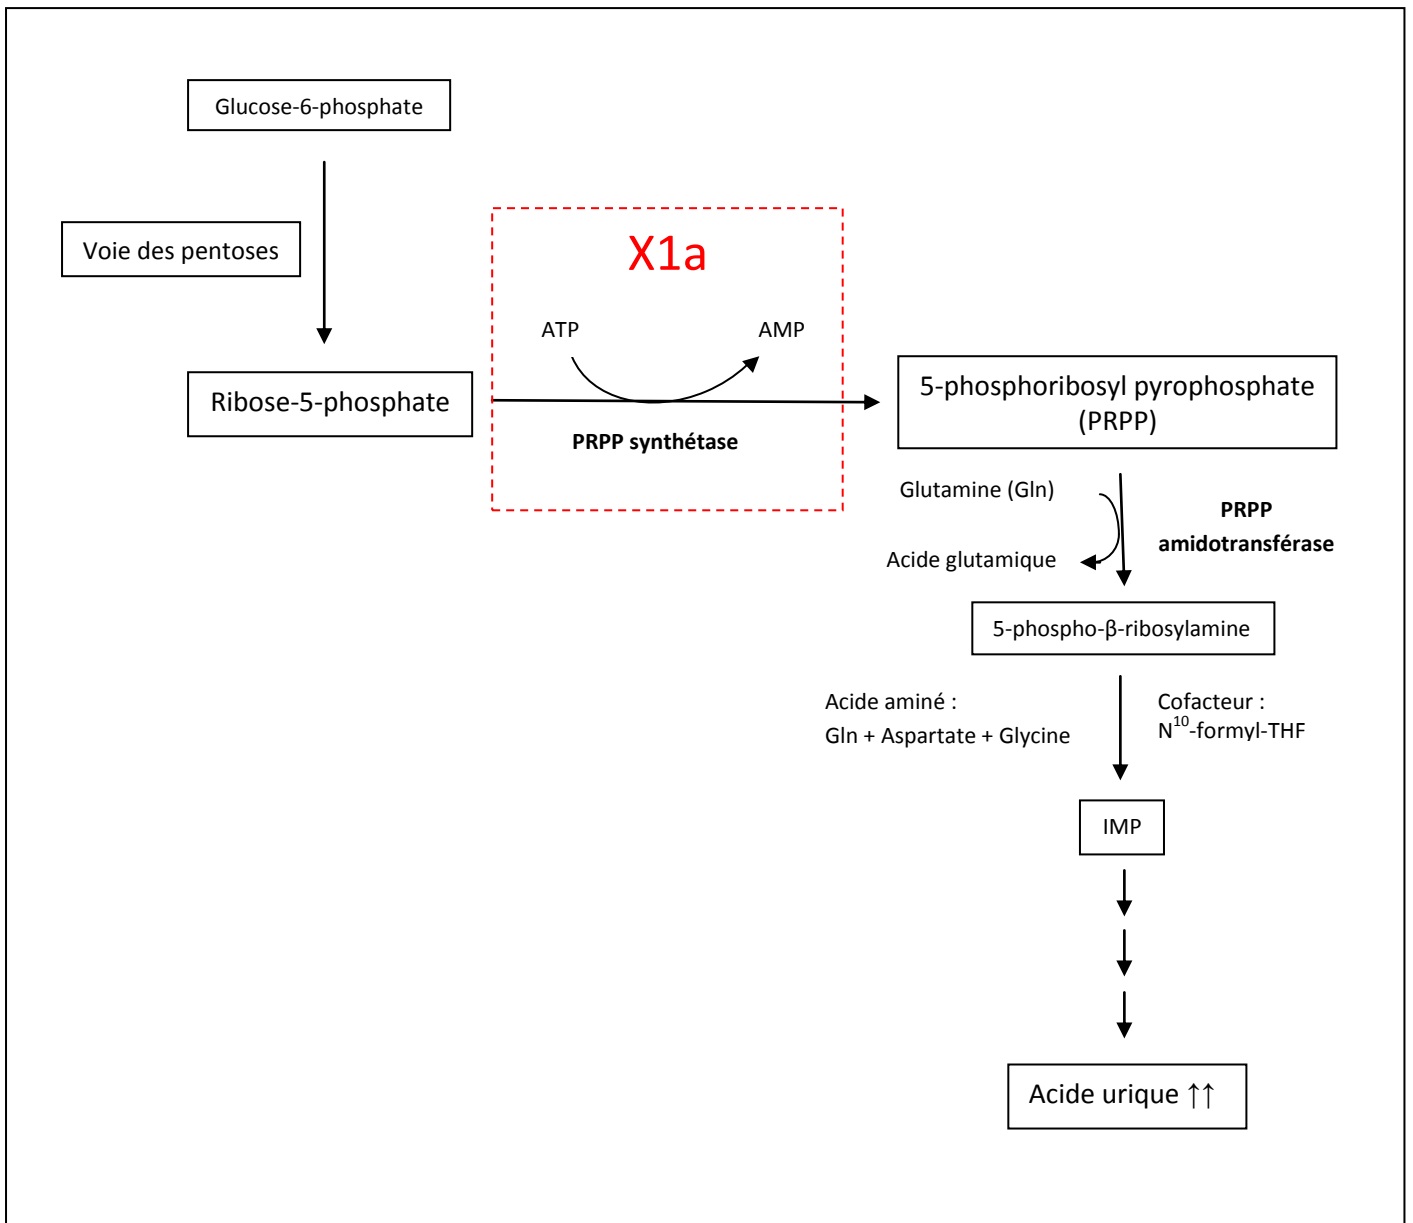 Glucose-6-phosphate
Voie des pentoses
X1a
ATP
AMP
Ribose-5-phosphate
PRPP synthétase
5-phosphoribosyl pyrophosphate
(PRPP)
Glutamine (Gln)
PRPP
amidotransférase
Acide glutamique
5-phospho-β-ribosylamine
Acide aminé :
Gln + Aspartate + Glycine
Cofacteur :
N10-formyl-THF
IMP
Acide urique ↑↑